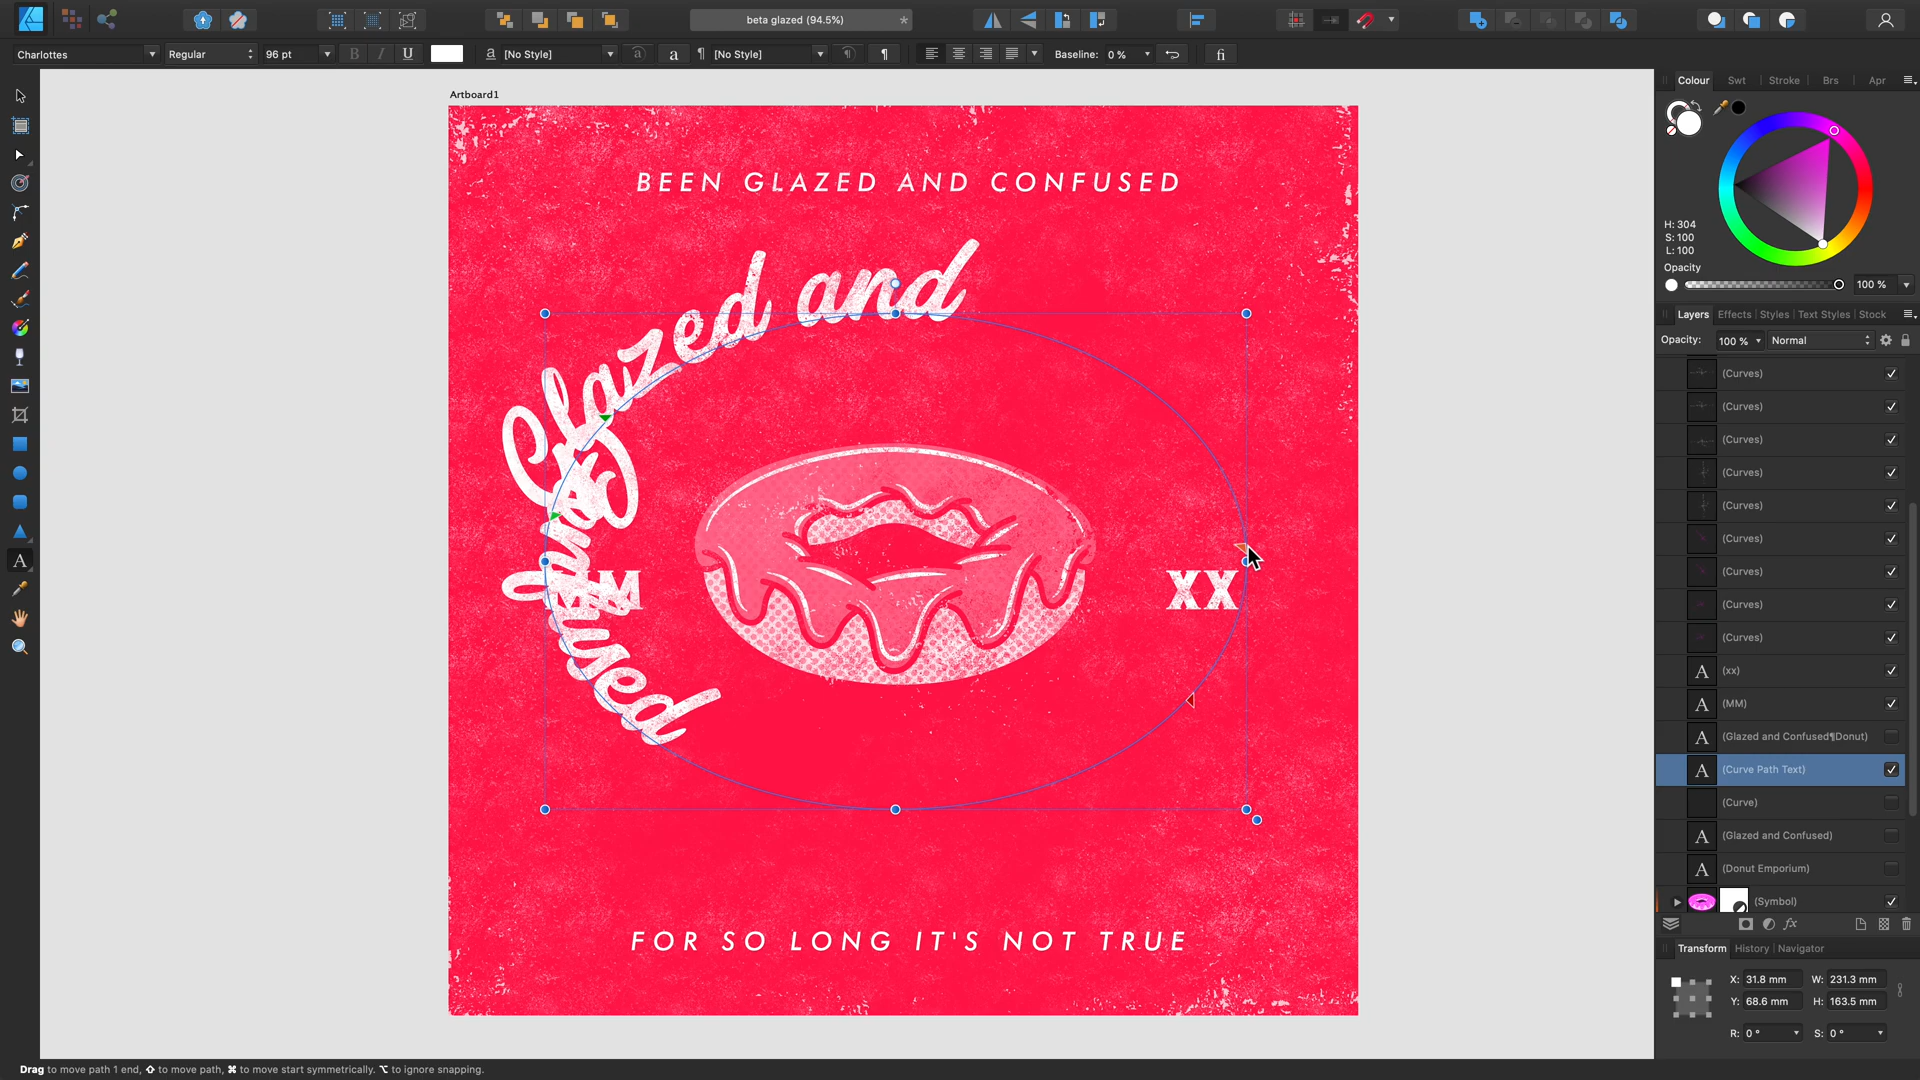 beta glazed (94.5%)
*
Charlottes
Regular
96 pt
B I U
a [No Style]
a
a
¶ [No Style]
¶
¶
Baseline: 0 %
fi
Artboard1
BEEN GLAZED AND CONFUSED
Glazed and
MM
XX
FOR SO LONG IT'S NOT TRUE
Drag to move path 1 end, ⇧ to move path, ⌘ to move start symmetrically. ⌥ to ignore snapping.
A
Colour Swt Stroke Brs Apr
H: 304
S: 100
L: 100
Opacity
100 %
Layers Effects Styles Text Styles Stock
Opacity: 100 % Normal
(Curves)
(Curves)
(Curves)
(Curves)
(Curves)
(Curves)
(Curves)
(Curves)
(Curves)
A (xx)
A (MM)
A (Glazed and Confused¶Donut)
A (Curve Path Text)
(Curve)
A (Glazed and Confused)
A (Donut Emporium)
(Symbol)
fx
Transform History Navigator
X: 31.8 mm W: 231.3 mm
Y: 68.6 mm H: 163.5 mm
R: 0 ° S: 0 °